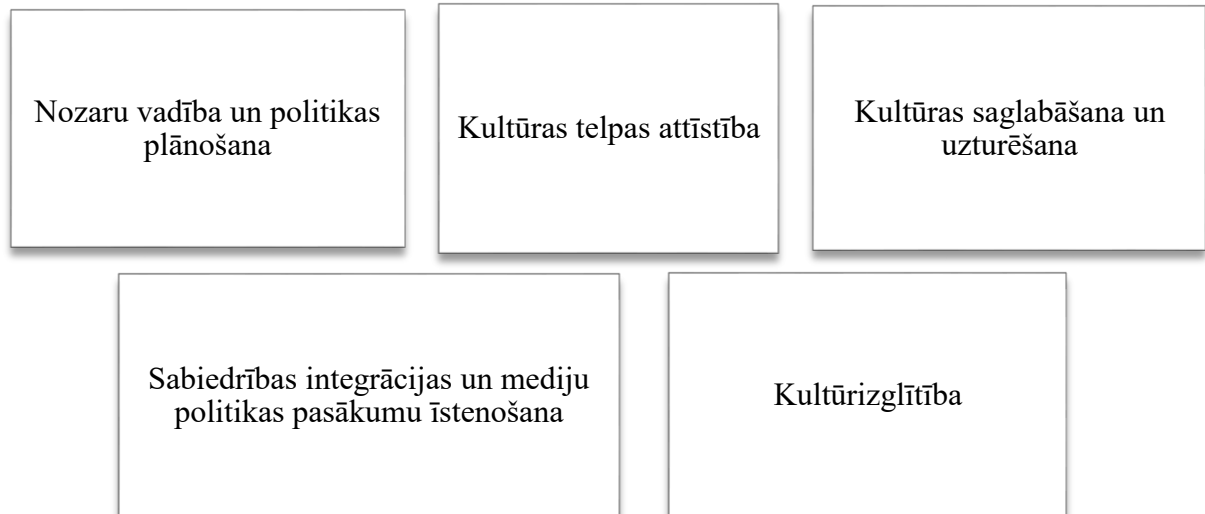 Nozaru vadība un politikas
plānošana
Kultūras telpas attīstība
Kultūras saglabāšana un
uzturēšana
Sabiedrības integrācijas un mediju
politikas pasākumu īstenošana
Kultūrizglītība